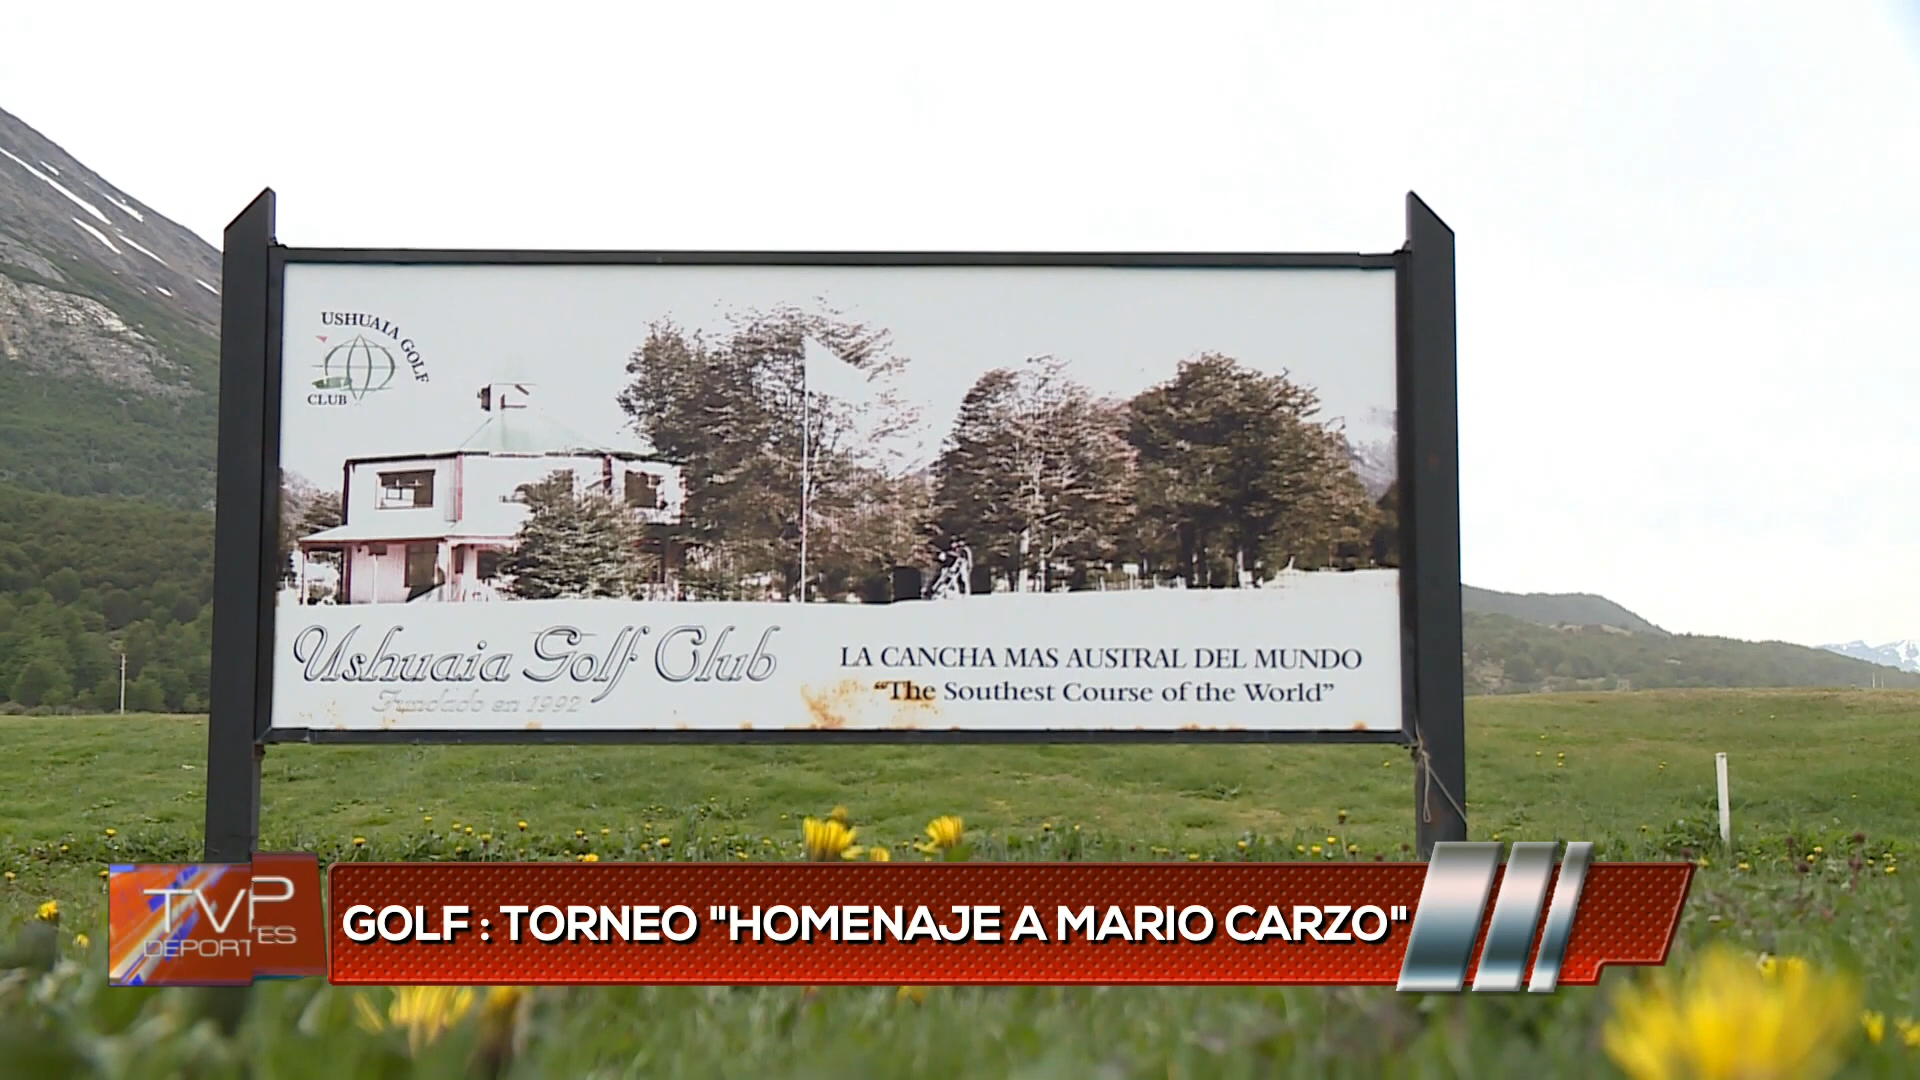 USHUAIA GOLF
CLUB
Ushuaia Golf Club
Fundado en 1992
LA CANCHA MAS AUSTRAL DEL MUNDO
"The Southest Course of the World"
TVP
DEPORTES
GOLF : TORNEO "HOMENAJE A MARIO CARZO"